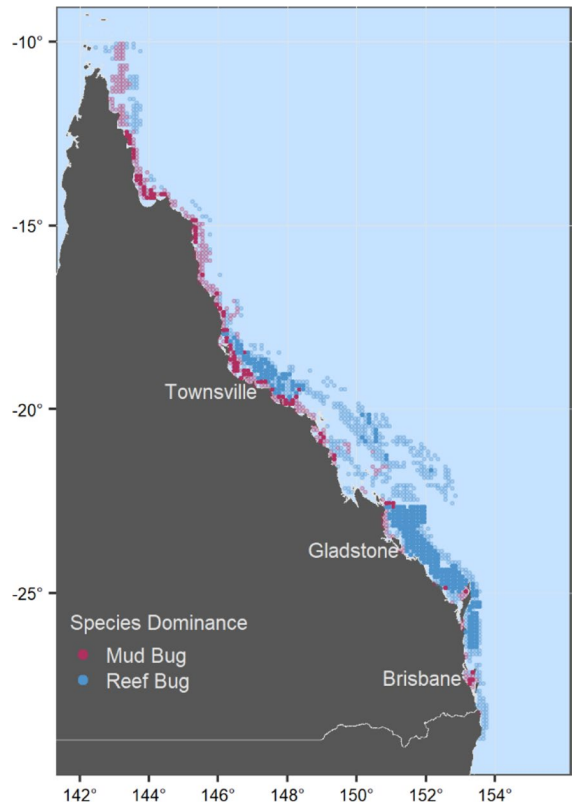 -10°
-15°
Townsville
-20°
Gladstone
-25°
Species Dominance
Mud Bug
Reef Bug
Brisbane
142° 144° 146° 148° 150° 152° 154°